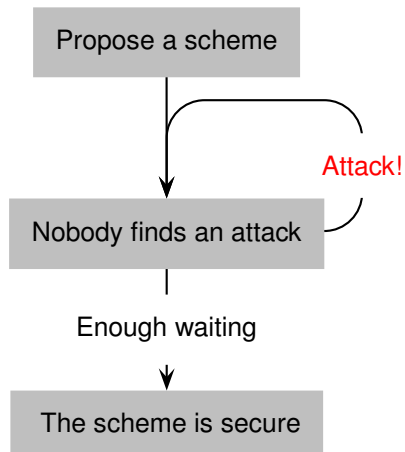 Propose a scheme
Attack!
Nobody finds an attack
Enough waiting
The scheme is secure